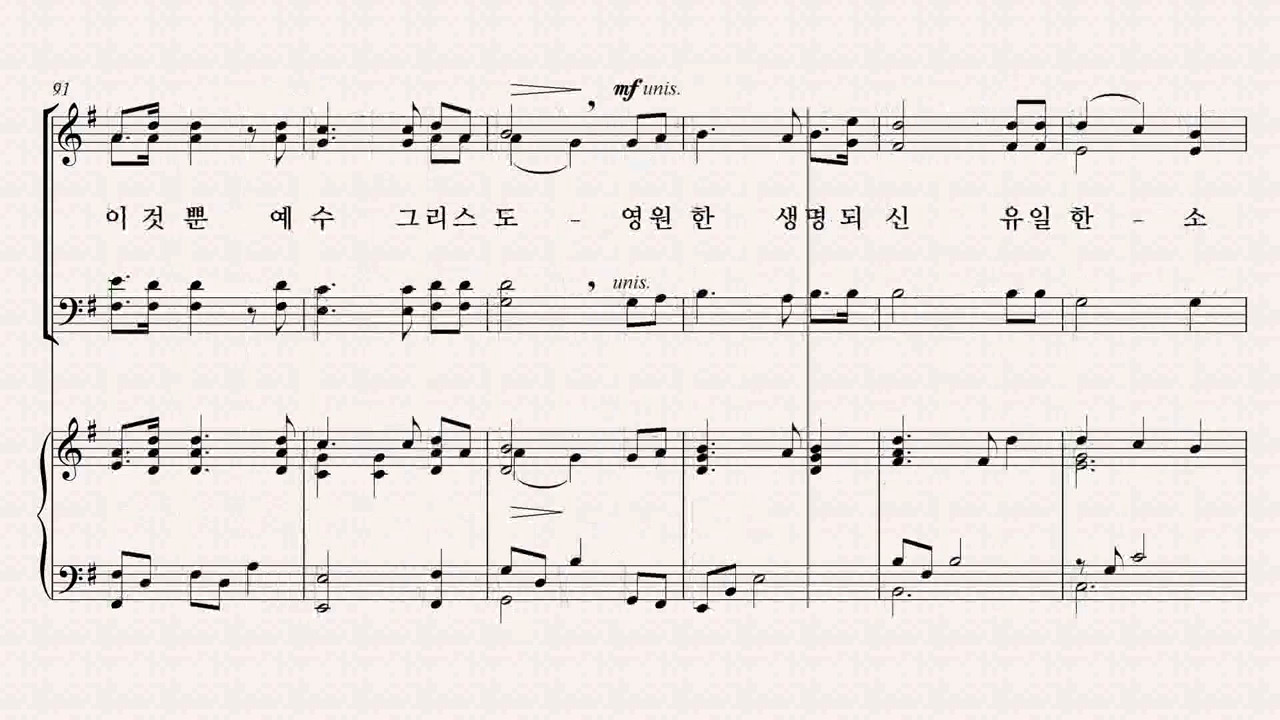 91
mf unis.
이것뿐 예수 그리스도 - 영원한 생명되신 유일한 - 소
unis.